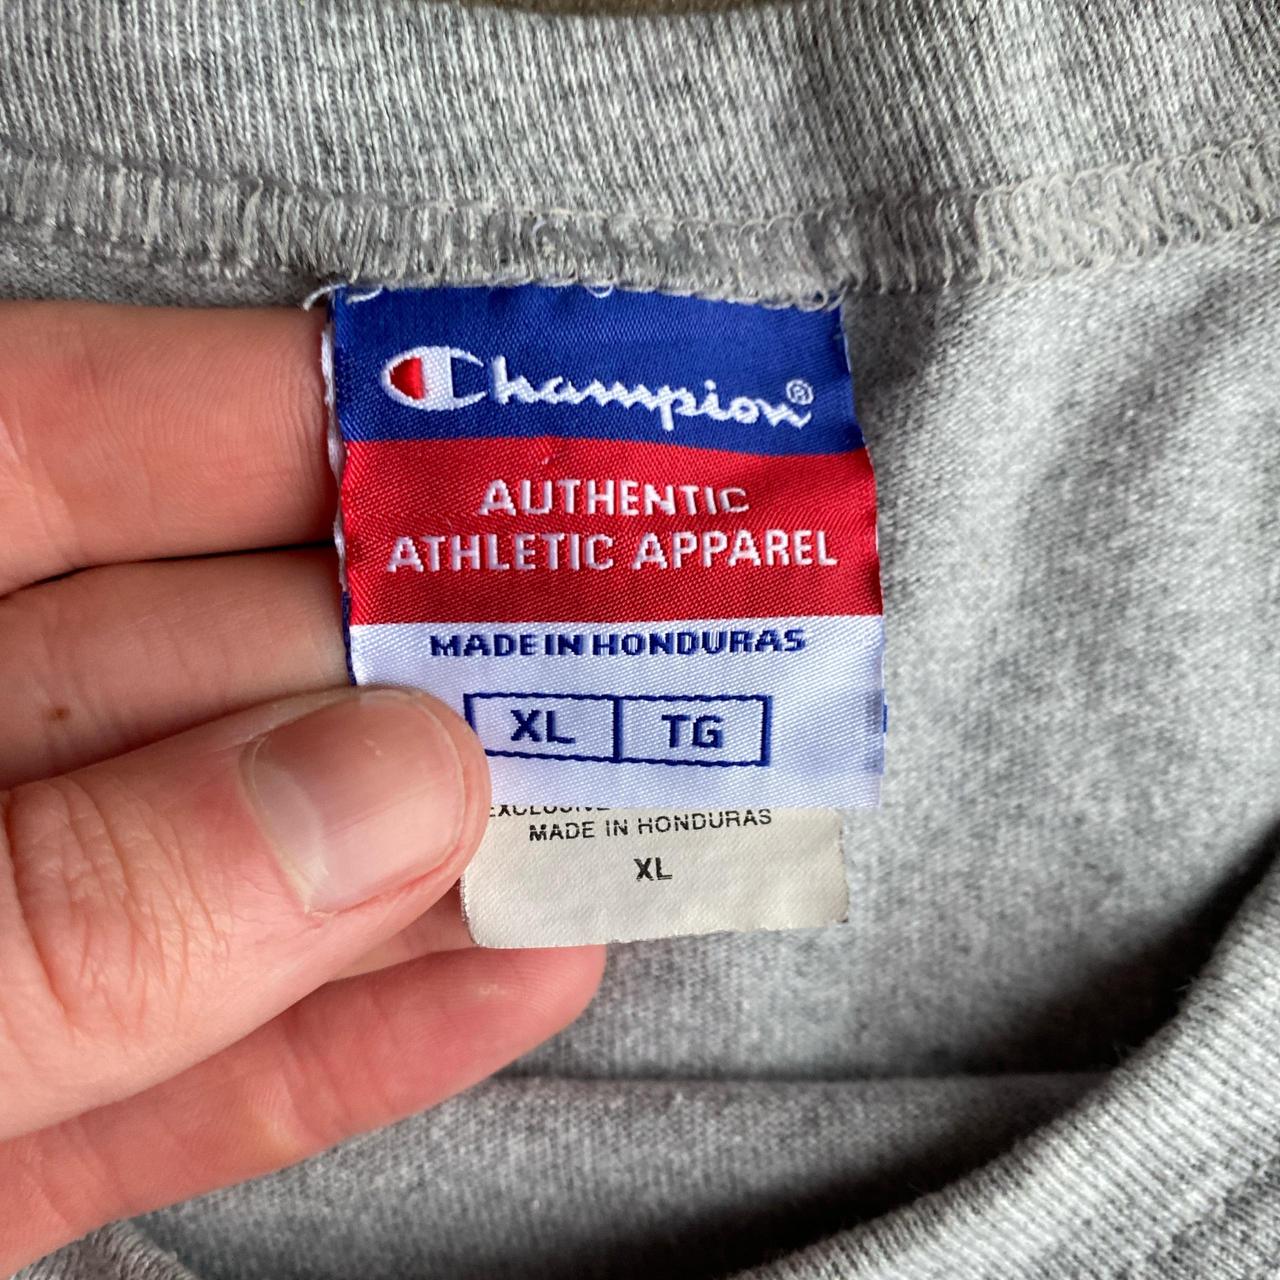 Champion®
AUTHENTIC
ATHLETIC APPAREL
MADE IN HONDURAS
XL TG
MADE IN HONDURAS
XL